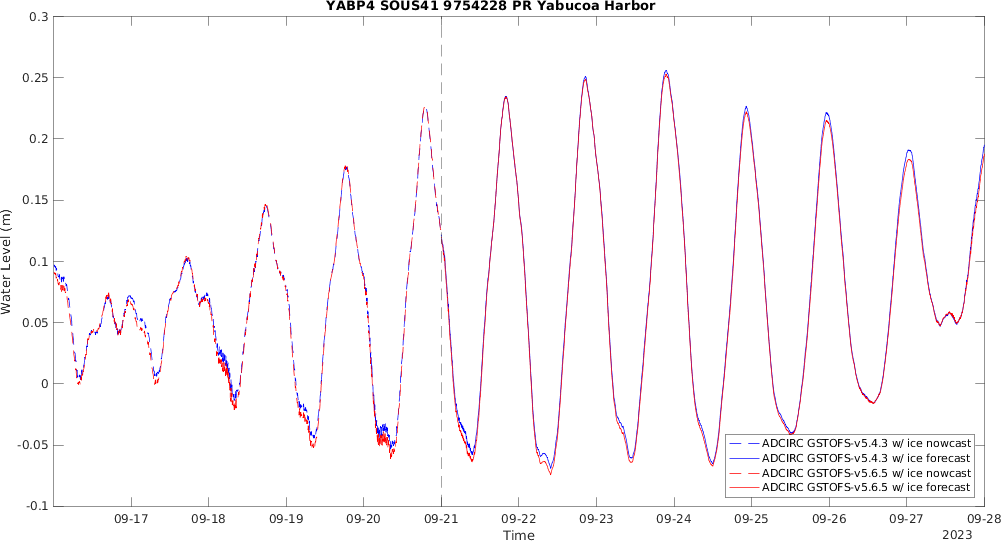 YABP4 SOUS41 9754228 PR Yabucoa Harbor
0.3
0.25
0.2
0.15
0.1
0.05
0
-0.05
-0.1
Water Level (m)
09-17 09-18 09-19 09-20 09-21 09-22 09-23 09-24 09-25 09-26 09-27 09-28
Time
2023
ADCIRC GSTOFS-v5.4.3 w/ ice nowcast
ADCIRC GSTOFS-v5.4.3 w/ ice forecast
ADCIRC GSTOFS-v5.6.5 w/ ice nowcast
ADCIRC GSTOFS-v5.6.5 w/ ice forecast